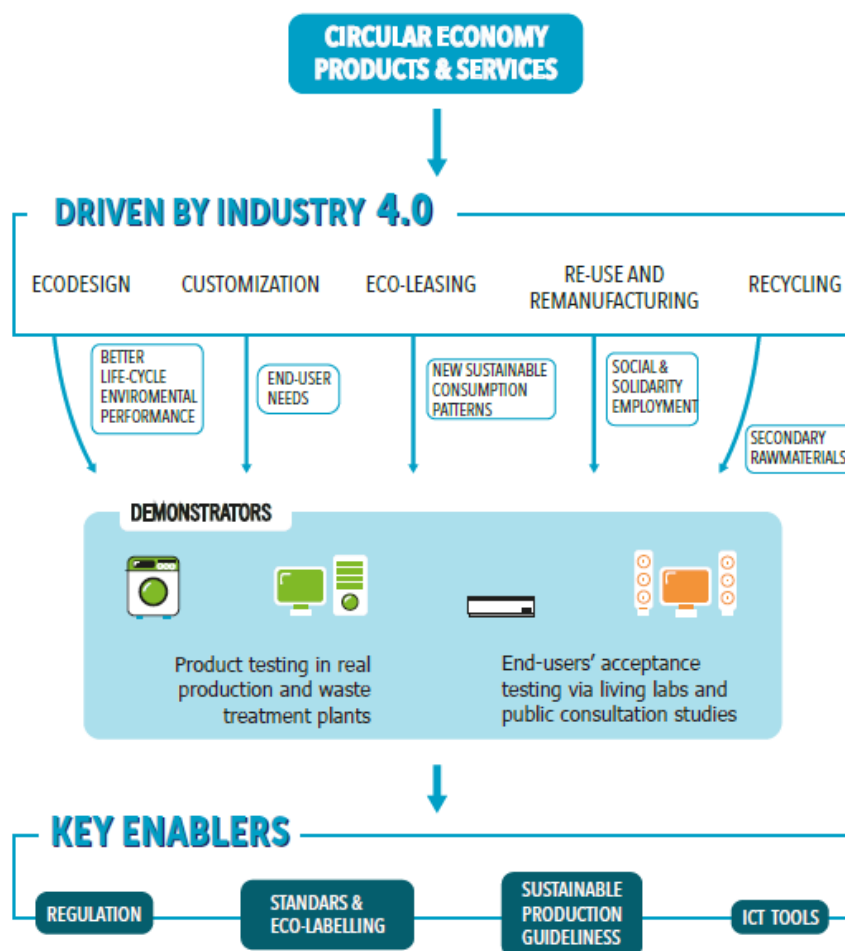 CIRCULAR ECONOMY
PRODUCTS & SERVICES
DRIVEN BY INDUSTRY 4.0
ECODESIGN
CUSTOMIZATION
ECO-LEASING
RE-USE AND
REMANUFACTURING
RECYCLING
BETTER
LIFE-CYCLE
ENVIROMENTAL
PERFORMANCE
END-USER
NEEDS
NEW SUSTAINABLE
CONSUMPTION
PATTERNS
SOCIAL &
SOLIDARITY
EMPLOYMENT
SECONDARY
RAWMATERIALS
DEMONSTRATORS
Product testing in real
production and waste
treatment plants
End-users' acceptance
testing via living labs and
public consultation studies
KEY ENABLERS
REGULATION
STANDARS &
ECO-LABELLING
SUSTAINABLE
PRODUCTION
GUIDELINESS
ICT TOOLS